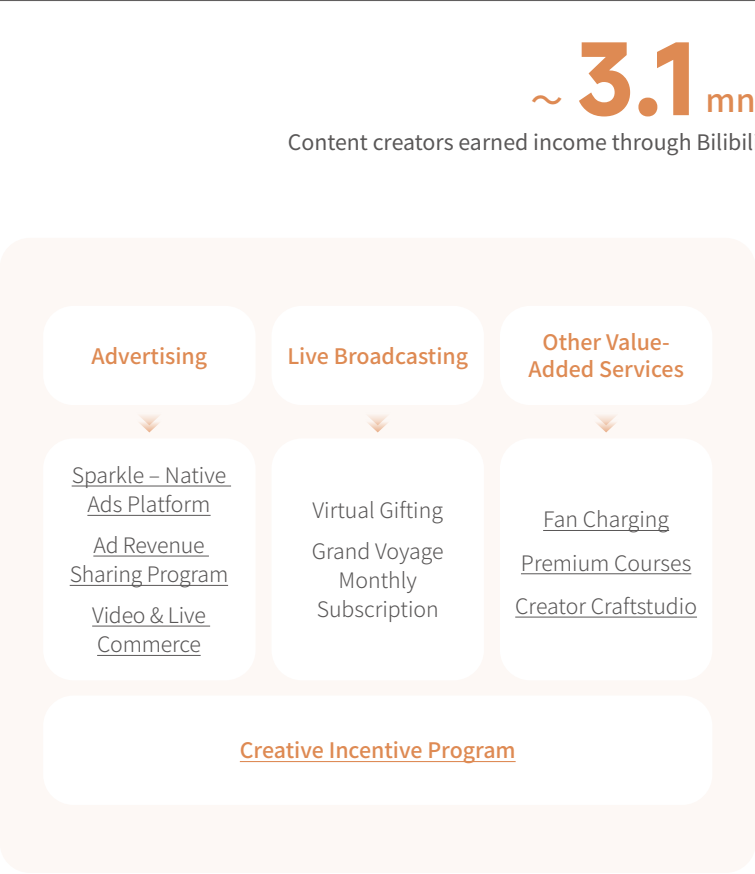 ~ 3.1 mn
Content creators earned income through Bilibil
Advertising
Live Broadcasting
Other Value-
Added Services
Sparkle – Native
Ads Platform
Ad Revenue
Sharing Program
Video & Live
Commerce
Virtual Gifting
Grand Voyage
Monthly
Subscription
Fan Charging
Premium Courses
Creator Craftstudio
Creative Incentive Program